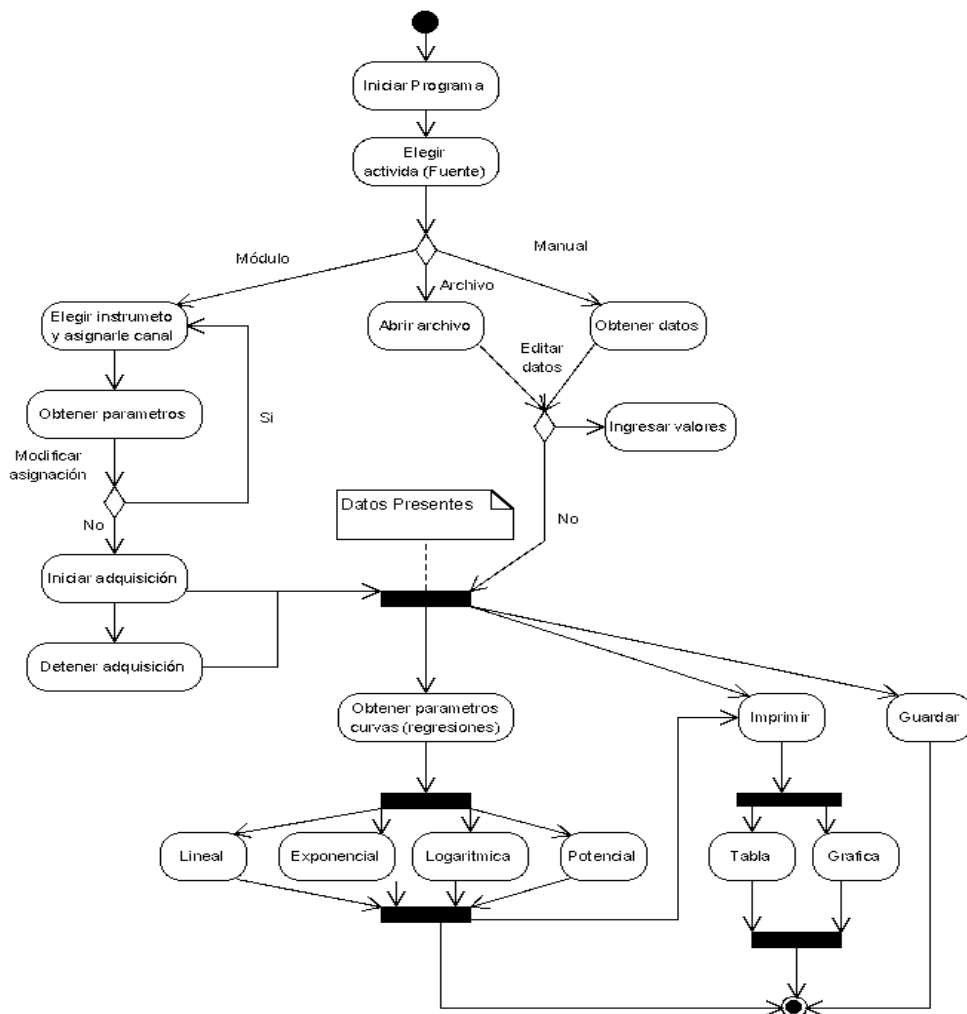 Iniciar Programa
Elegir
activida (Fuente)
Módulo
Manual
Archivo
Elegir instrumeto
y asignarle canal
Abrir archivo
Obtener datos
Editar
datos
Obtener parametros
Si
Ingresar valores
Modificar
asignación
Datos Presentes
No
No
Iniciar adquisición
Detener adquisición
Obtener parametros
curvas (regresiones)
Imprimir
Guardar
Lineal
Exponencial
Logaritmica
Potencial
Tabla
Grafica